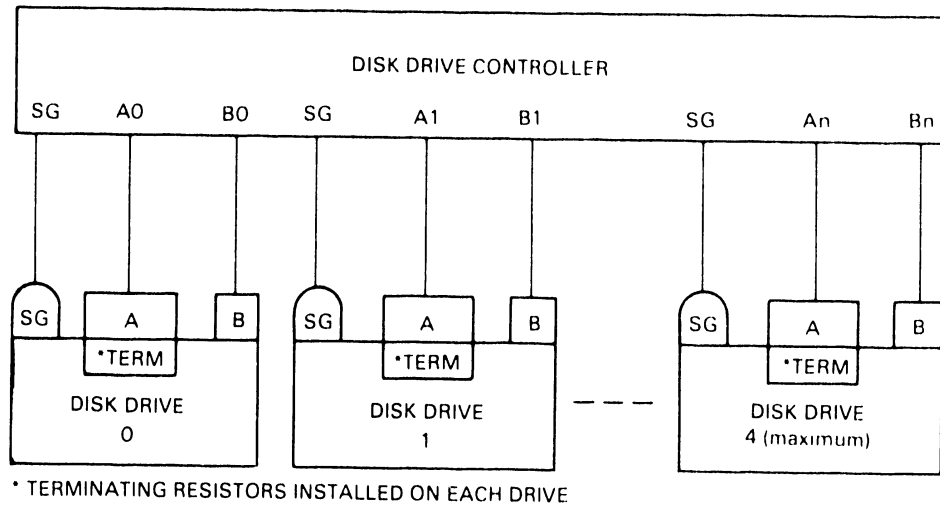 DISK DRIVE CONTROLLER
SG A0 B0 SG A1 B1 SG An Bn
SG A B SG A B SG A B
*TERM *TERM *TERM
DISK DRIVE DISK DRIVE DISK DRIVE
0 1 4 (maximum)
* TERMINATING RESISTORS INSTALLED ON EACH DRIVE